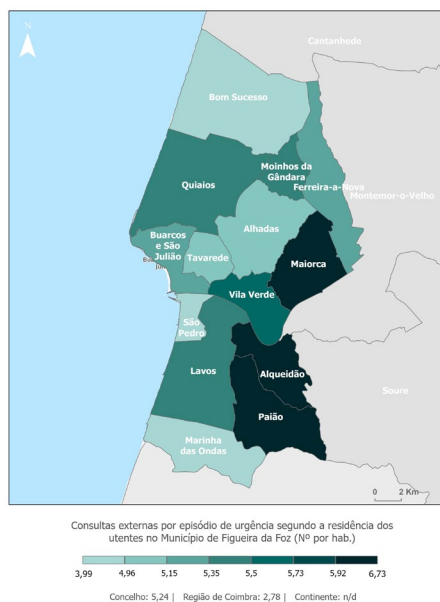 N
Cantanhede
Bom Sucesso
Moinhos da
Gândara
Quiaios
Ferreira-a-Nova
Montemor-o-Velho
Alhadas
Buarcos
e São
Julião
Tavarede
Maiorca
Vila Verde
São
Pedro
Lavos
Alqueidão
Soure
Paião
Marinha
das Ondas
0 2 Km
Consultas externas por episódio de urgência segundo a residência dos
utentes no Município de Figueira da Foz (Nº por hab.)
3,99 4,96 5,15 5,35 5,5 5,73 5,92 6,73
Concelho: 5,24 | Região de Coimbra: 2,78 | Continente: n/d